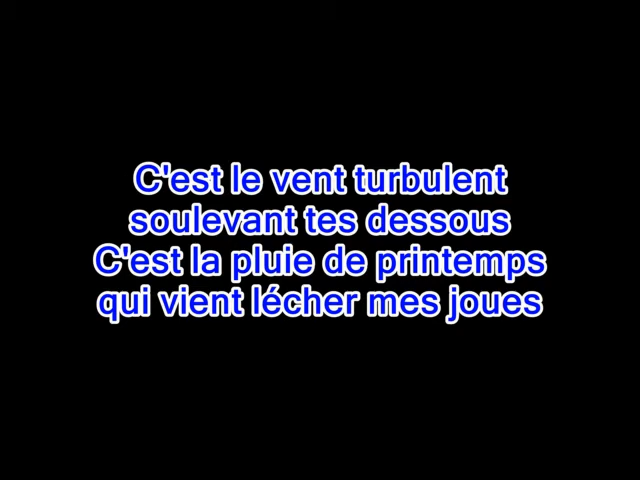 C'est le vent turbulent
soulevant tes dessous
C'est la pluie de printemps
qui vient lécher mes joues